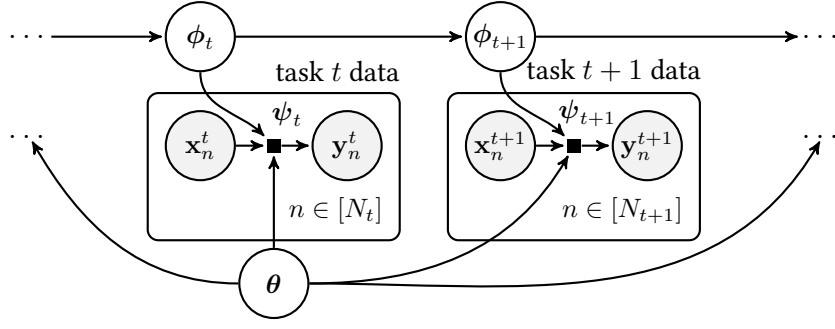 ··· ϕ_t ϕ_{t+1} ···
task t data task t + 1 data
ψ_t ψ_{t+1}
··· x_n^t y_n^t x_n^{t+1} y_n^{t+1} ···
n ∈ [N_t] n ∈ [N_{t+1}]
θ